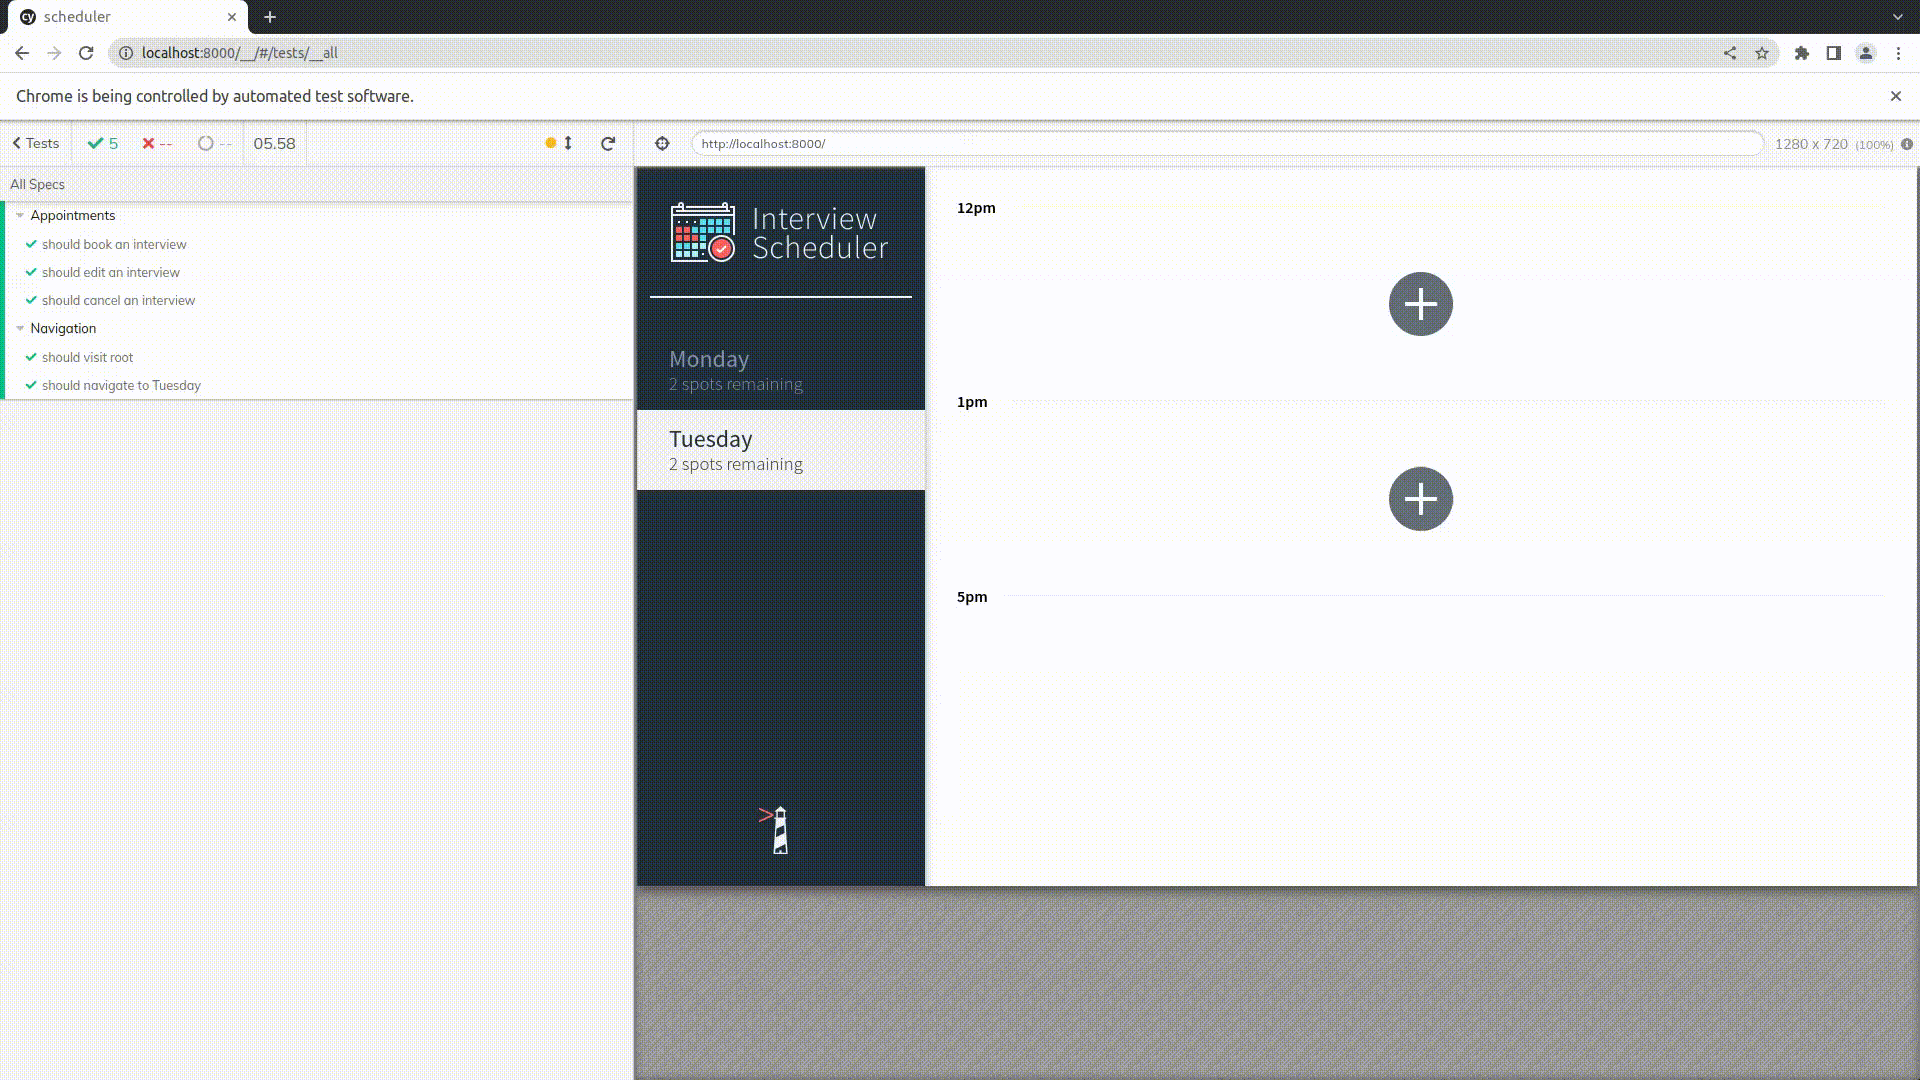 cy scheduler
localhost:8000/__/#/tests/__all
Chrome is being controlled by automated test software.
Tests 5 -- -- 05.58
http://localhost:8000/
1280 x 720 (100%)
All Specs
Appointments
should book an interview
should edit an interview
should cancel an interview
Navigation
should visit root
should navigate to Tuesday
Interview
Scheduler
Monday
2 spots remaining
Tuesday
2 spots remaining
12pm
1pm
5pm